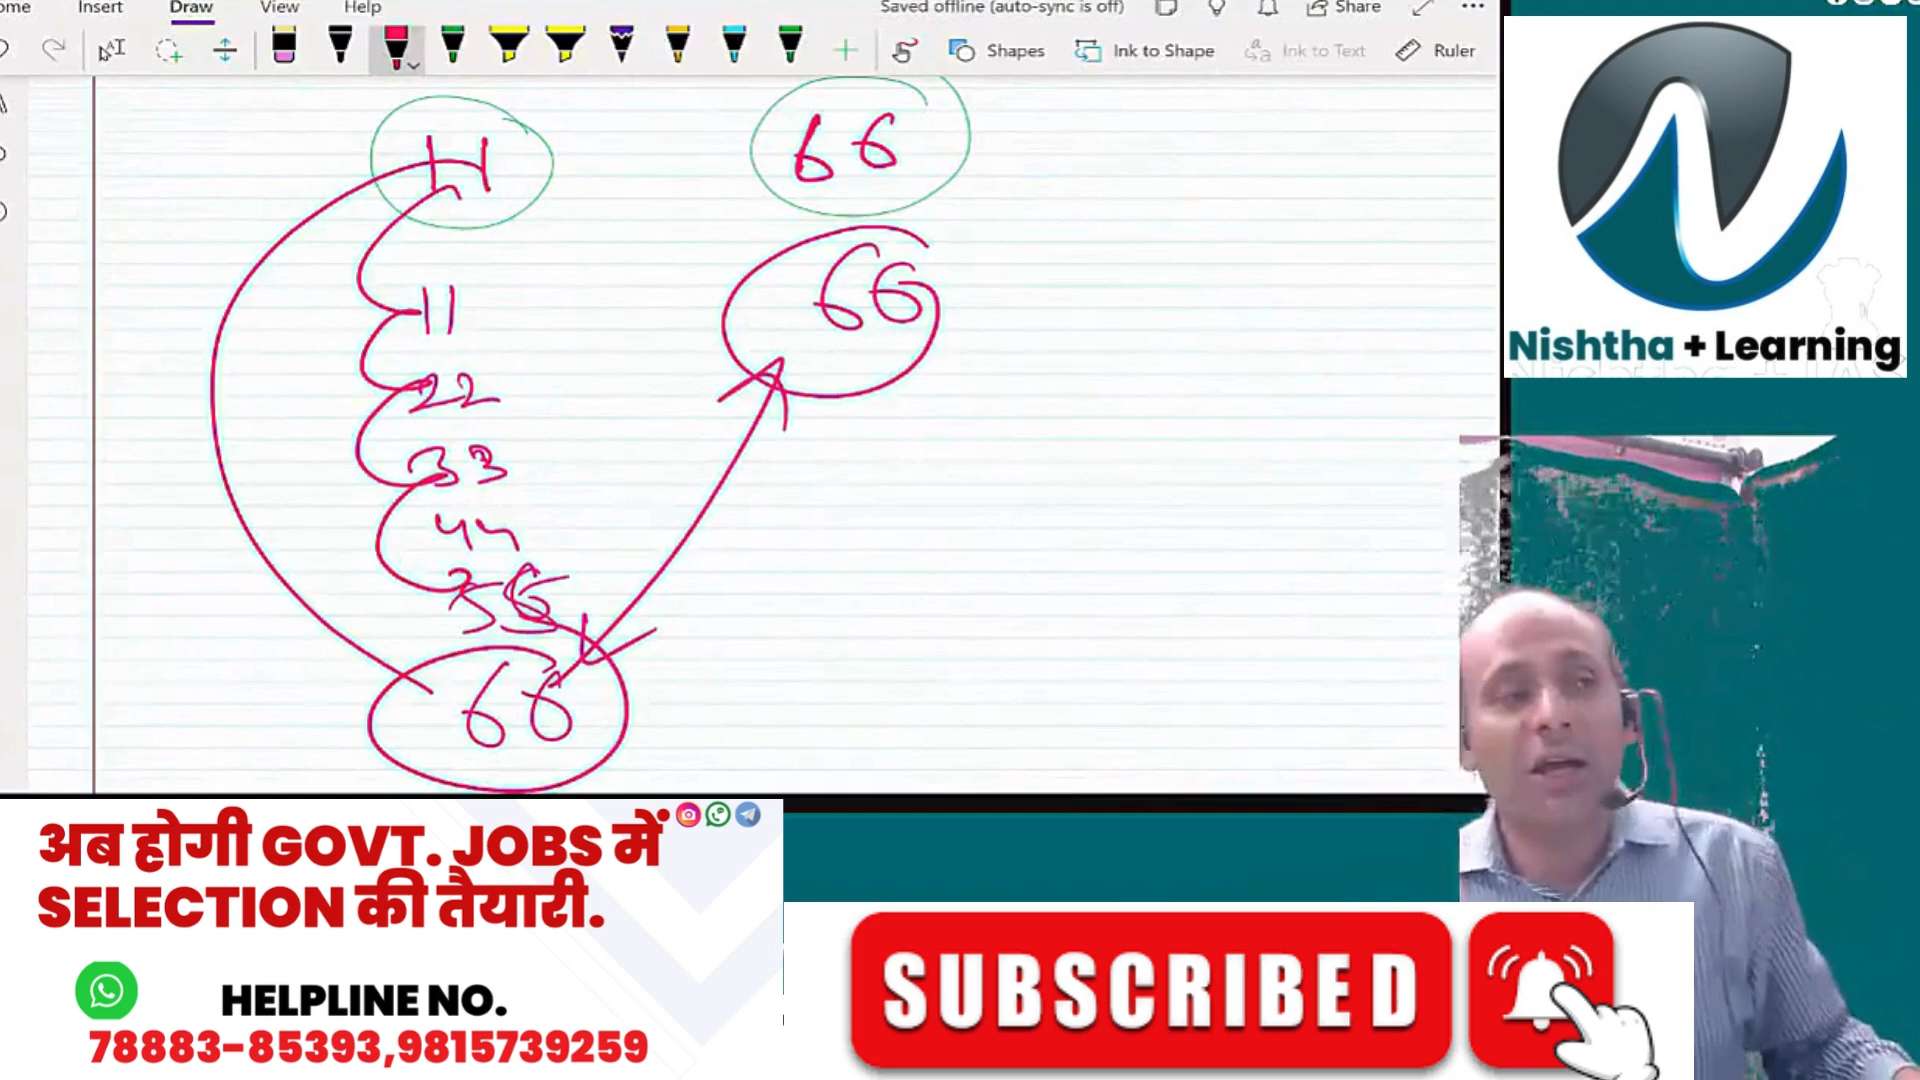 ome Insert Draw View Help Saved offline (auto-sync is off) Share
Shapes Ink to Shape Ink to Text Ruler
11 66
66
11
22
33
44
55
66
Nishtha + Learning
अब होगी GOVT. JOBS में
SELECTION की तैयारी.
HELPLINE NO.
78883-85393,9815739259
SUBSCRIBED